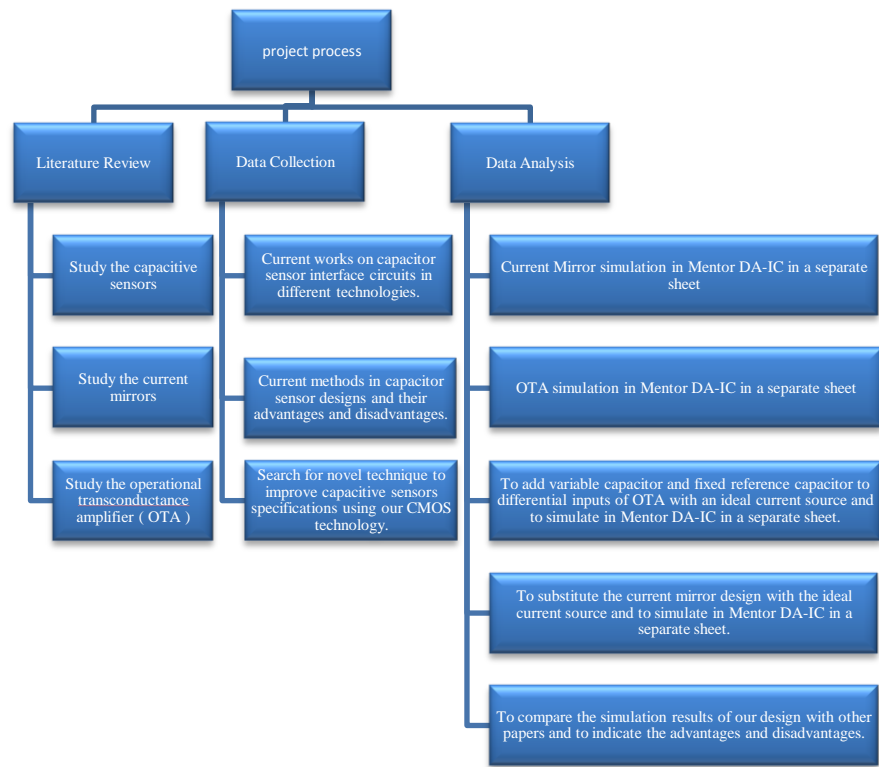 project process
Literature Review
Data Collection
Data Analysis
Study the capacitive
sensors
Study the current
mirrors
Study the operational
transconductance
amplifier ( OTA )
Current works on capacitor
sensor interface circuits in
different technologies.
Current methods in capacitor
sensor designs and their
advantages and disadvantages.
Search for novel technique to
improve capacitive sensors
specifications using our CMOS
technology.
Current Mirror simulation in Mentor DA-IC in a separate
sheet
OTA simulation in Mentor DA-IC in a separate sheet
To add variable capacitor and fixed reference capacitor to
differential inputs of OTA with an ideal current source and
to simulate in Mentor DA-IC in a separate sheet.
To substitute the current mirror design with the ideal
current source and to simulate in Mentor DA-IC in a
separate sheet.
To compare the simulation results of our design with other
papers and to indicate the advantages and disadvantages.